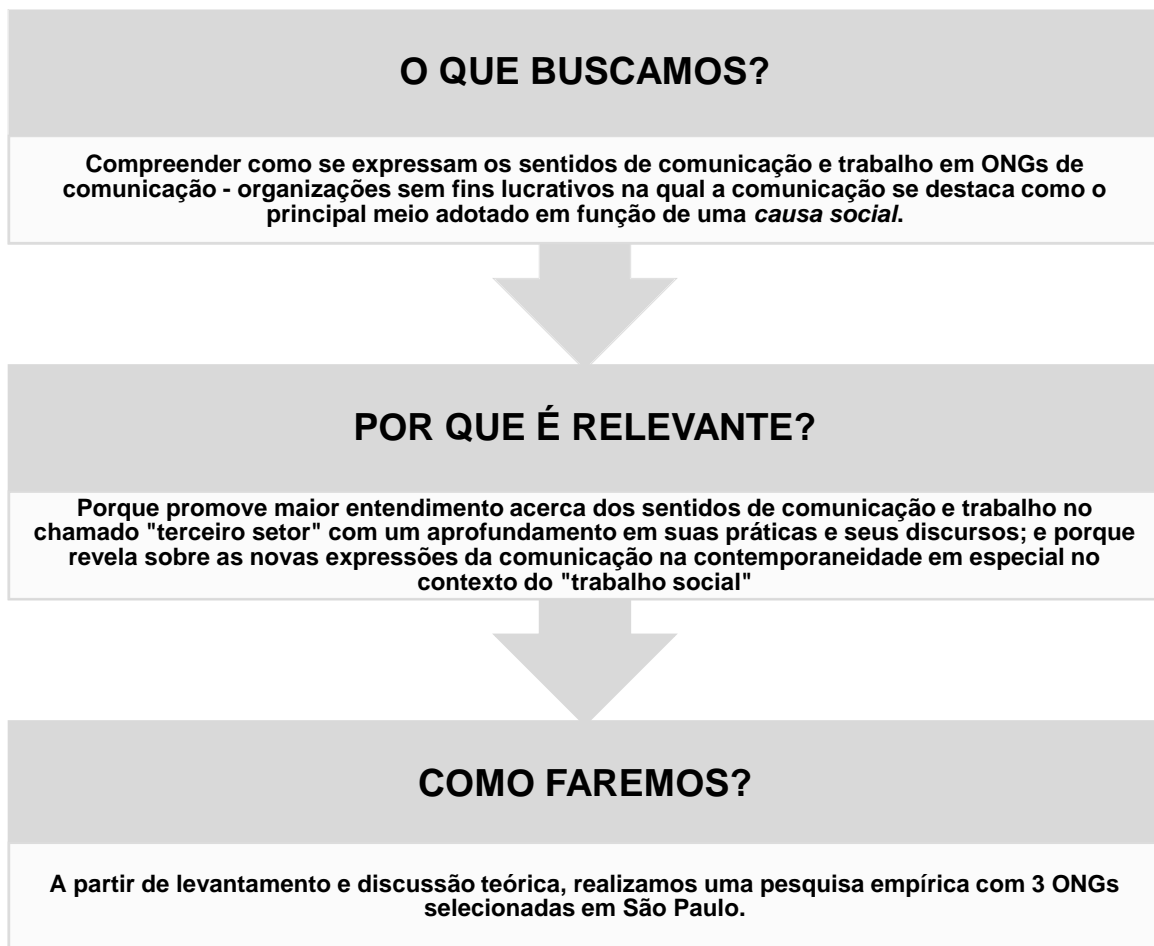 O QUE BUSCAMOS?
Compreender como se expressam os sentidos de comunicação e trabalho em ONGs de
comunicação - organizações sem fins lucrativos na qual a comunicação se destaca como o
principal meio adotado em função de uma causa social.
POR QUE É RELEVANTE?
Porque promove maior entendimento acerca dos sentidos de comunicação e trabalho no
chamado "terceiro setor" com um aprofundamento em suas práticas e seus discursos; e porque
revela sobre as novas expressões da comunicação na contemporaneidade em especial no
contexto do "trabalho social"
COMO FAREMOS?
A partir de levantamento e discussão teórica, realizamos uma pesquisa empírica com 3 ONGs
selecionadas em São Paulo.